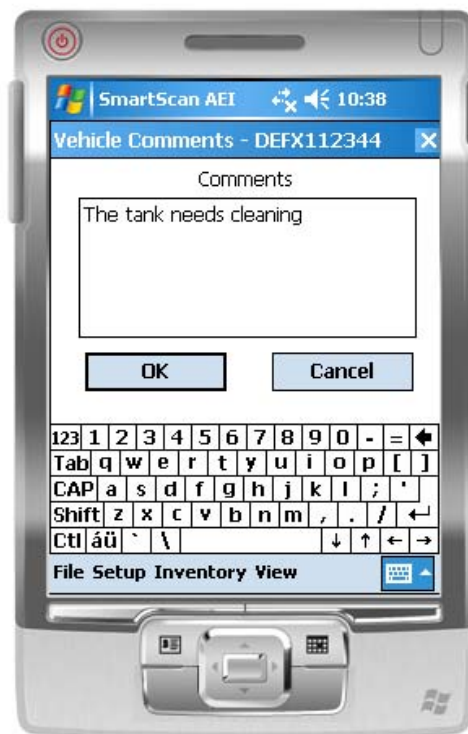 SmartScan AEI 10:38
Vehicle Comments - DEFX112344
Comments
The tank needs cleaning
OK Cancel
123 1 2 3 4 5 6 7 8 9 0 - =
Tab q w e r t y u i o p [ ]
CAP a s d f g h j k l ; '
Shift z x c v b n m , . /
Ctl áü ` \
File Setup Inventory View